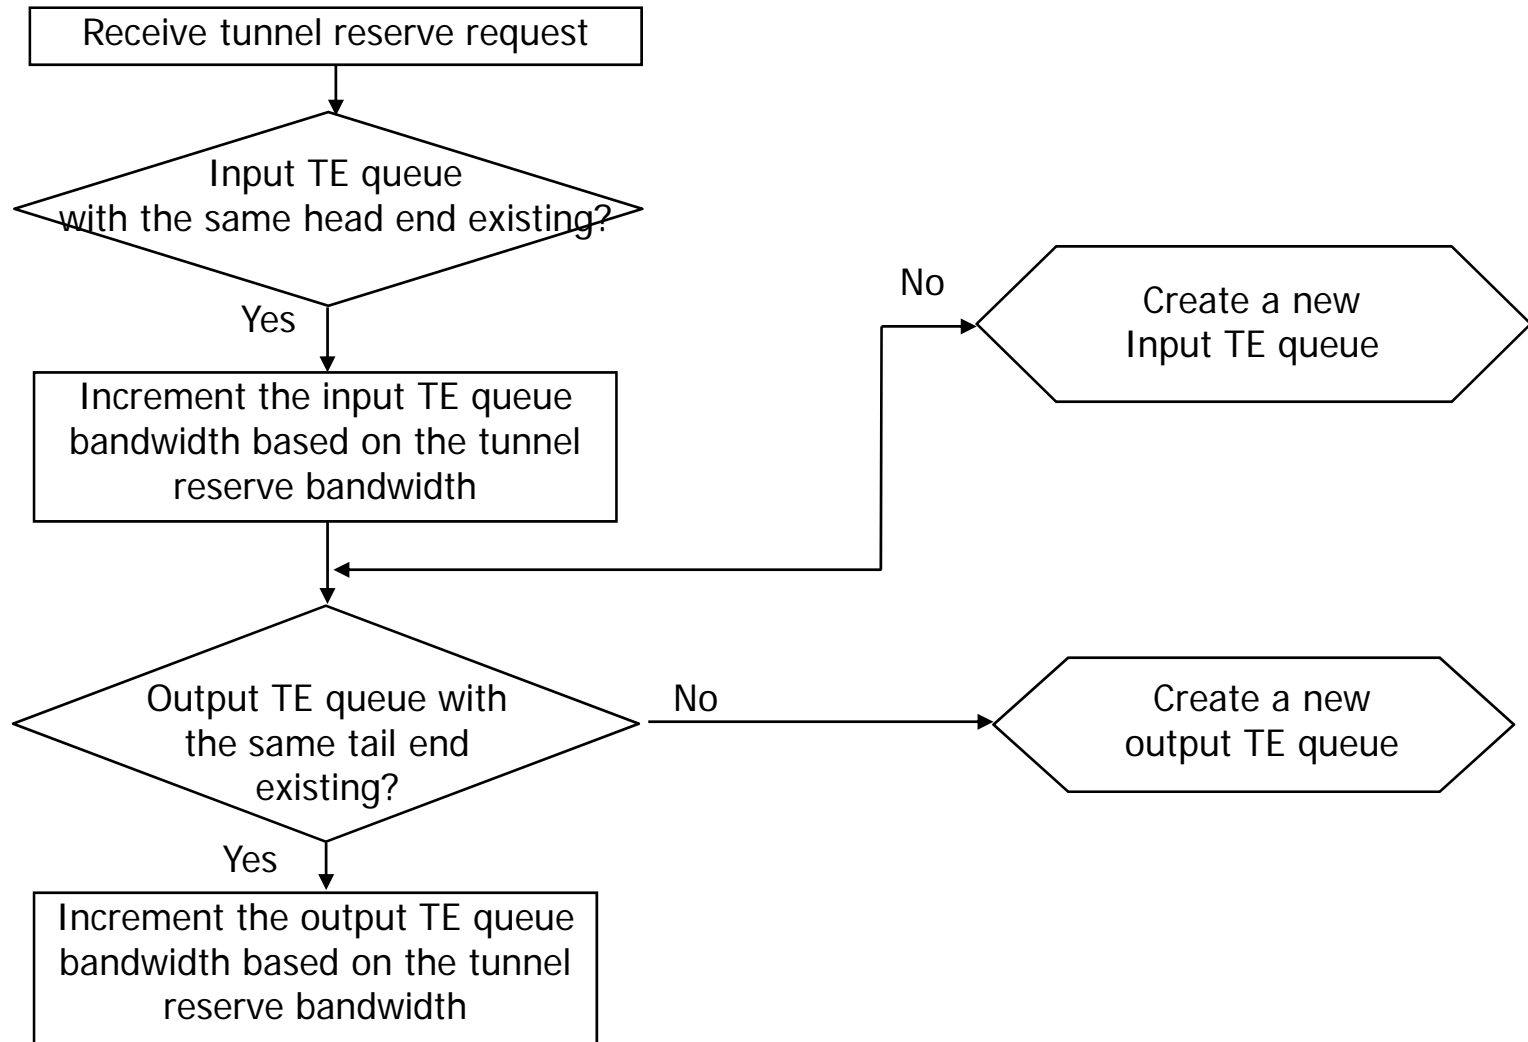 Receive tunnel reserve request
Input TE queue
with the same head end existing?
No
Create a new
Input TE queue
Yes
Increment the input TE queue
bandwidth based on the tunnel
reserve bandwidth
Output TE queue with
the same tail end
existing?
No
Create a new
output TE queue
Yes
Increment the output TE queue
bandwidth based on the tunnel
reserve bandwidth